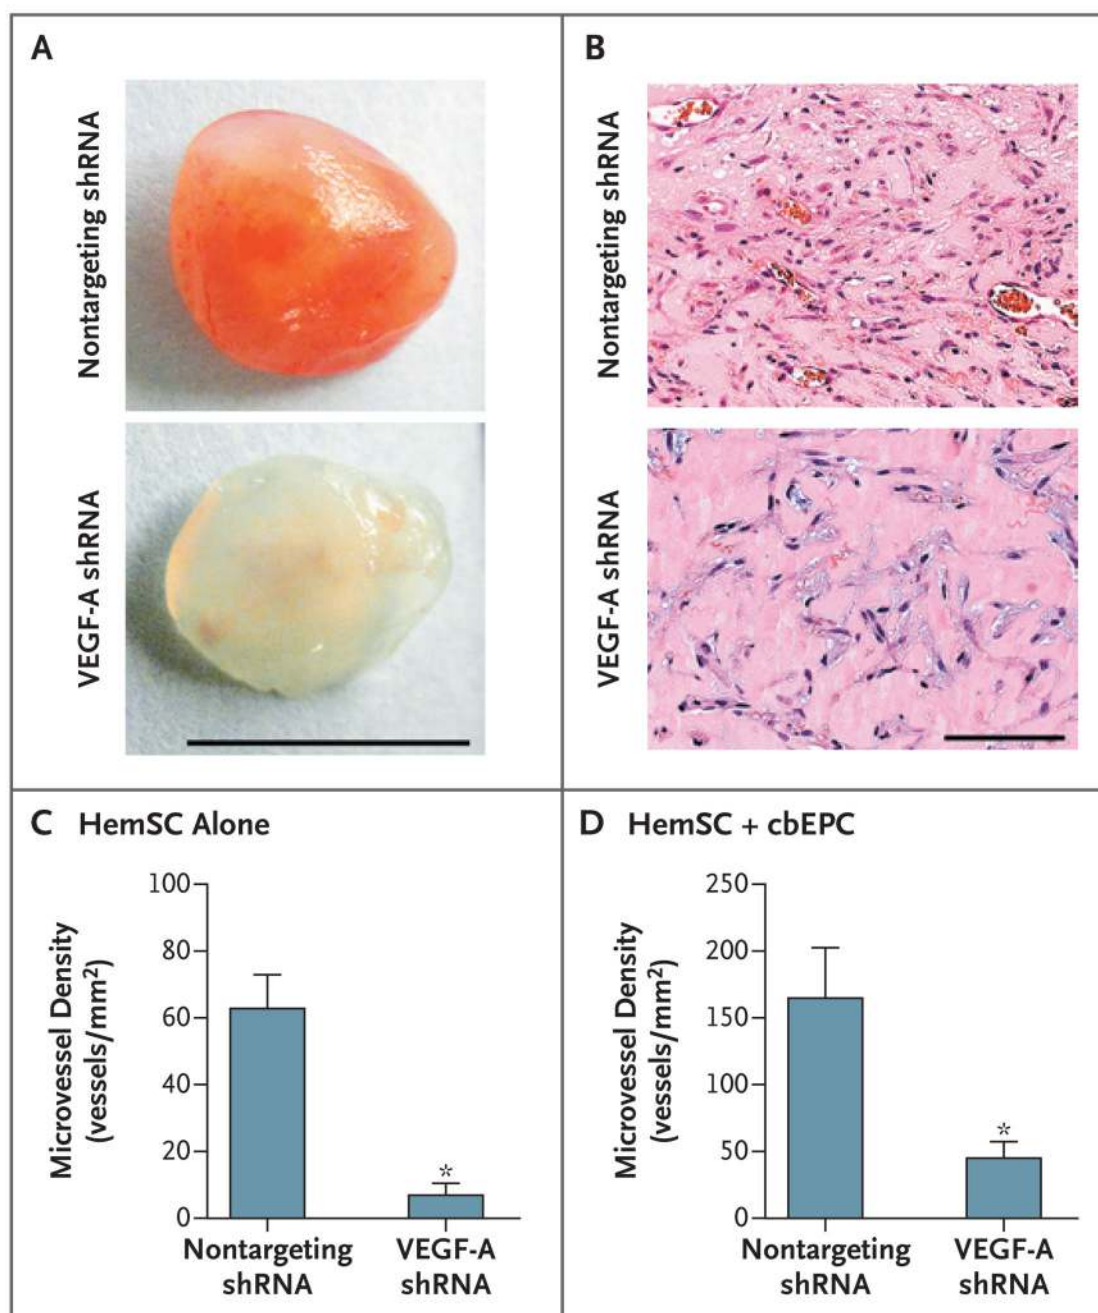 A
Nontargeting shRNA
VEGF-A shRNA
B
Nontargeting shRNA
VEGF-A shRNA
C HemSC Alone
Microvessel Density
(vessels/mm²)
100
80
60
40
20
0
Nontargeting
shRNA
VEGF-A
shRNA
*
D HemSC + cbEPC
Microvessel Density
(vessels/mm²)
250
200
150
100
50
0
Nontargeting
shRNA
VEGF-A
shRNA
*